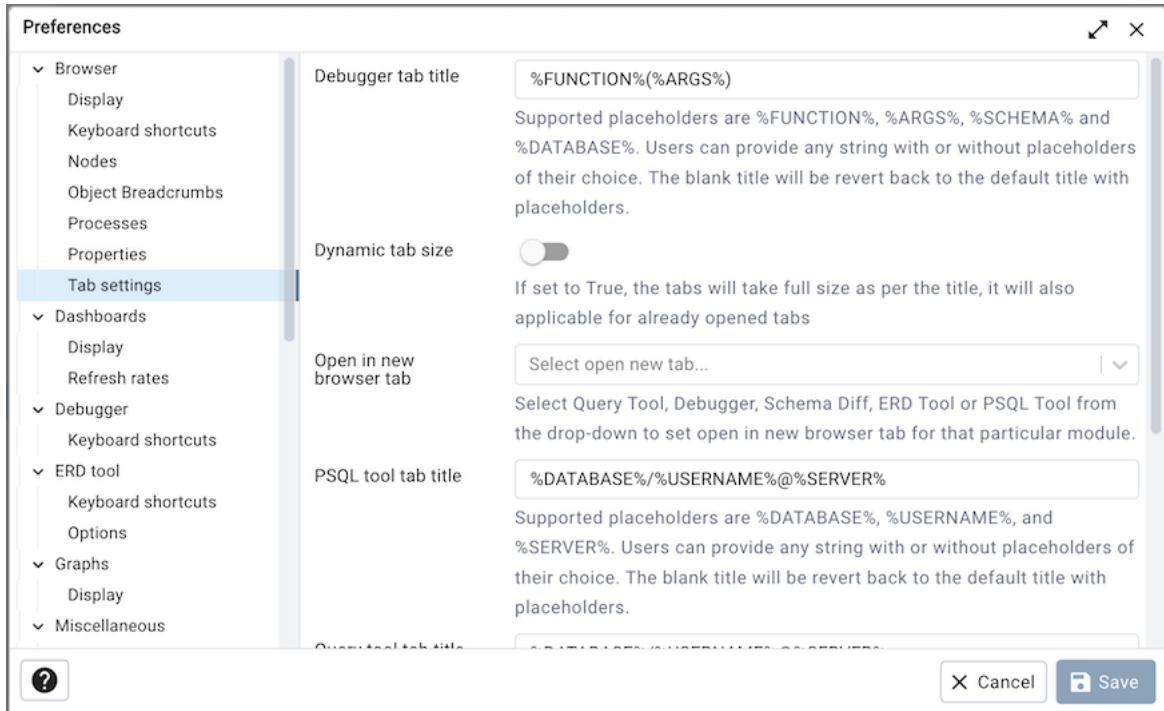 Preferences
Browser
Display
Keyboard shortcuts
Nodes
Object Breadcrumbs
Processes
Properties
Tab settings
Dashboards
Display
Refresh rates
Debugger
Keyboard shortcuts
ERD tool
Keyboard shortcuts
Options
Graphs
Display
Miscellaneous
Debugger tab title
%FUNCTION%(%ARGS%)
Supported placeholders are %FUNCTION%, %ARGS%, %SCHEMA% and
%DATABASE%. Users can provide any string with or without placeholders
of their choice. The blank title will be revert back to the default title with
placeholders.
Dynamic tab size
If set to True, the tabs will take full size as per the title, it will also
applicable for already opened tabs
Open in new
browser tab
Select open new tab...
Select Query Tool, Debugger, Schema Diff, ERD Tool or PSQL Tool from
the drop-down to set open in new browser tab for that particular module.
PSQL tool tab title
%DATABASE%/%USERNAME%@%SERVER%
Supported placeholders are %DATABASE%, %USERNAME%, and
%SERVER%. Users can provide any string with or without placeholders of
their choice. The blank title will be revert back to the default title with
placeholders.
Query tool tab title
%DATABASE%/%USERNAME%@%SERVER%
?
Cancel
Save